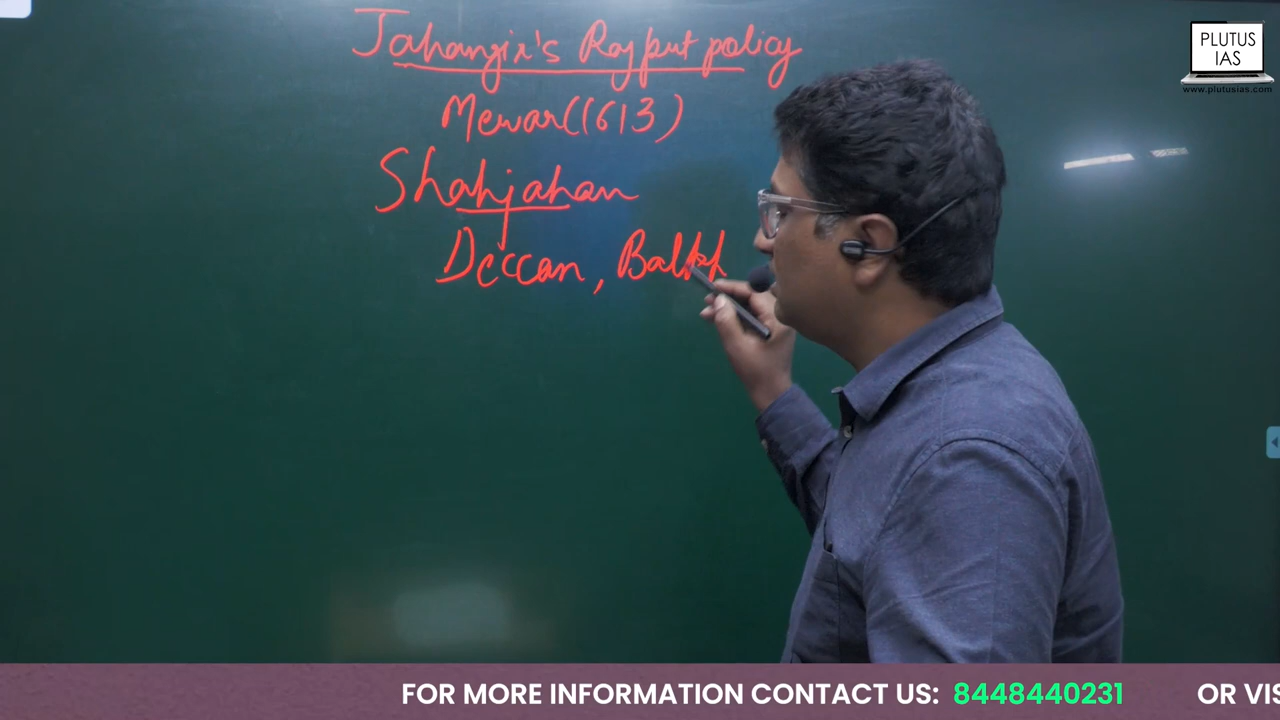 Jahangir's Rajput policy
PLUTUS
IAS
www.plutusias.com
Mewar (1613)
Shahjahan
Deccan, Balkh
FOR MORE INFORMATION CONTACT US: 8448440231 OR VIS